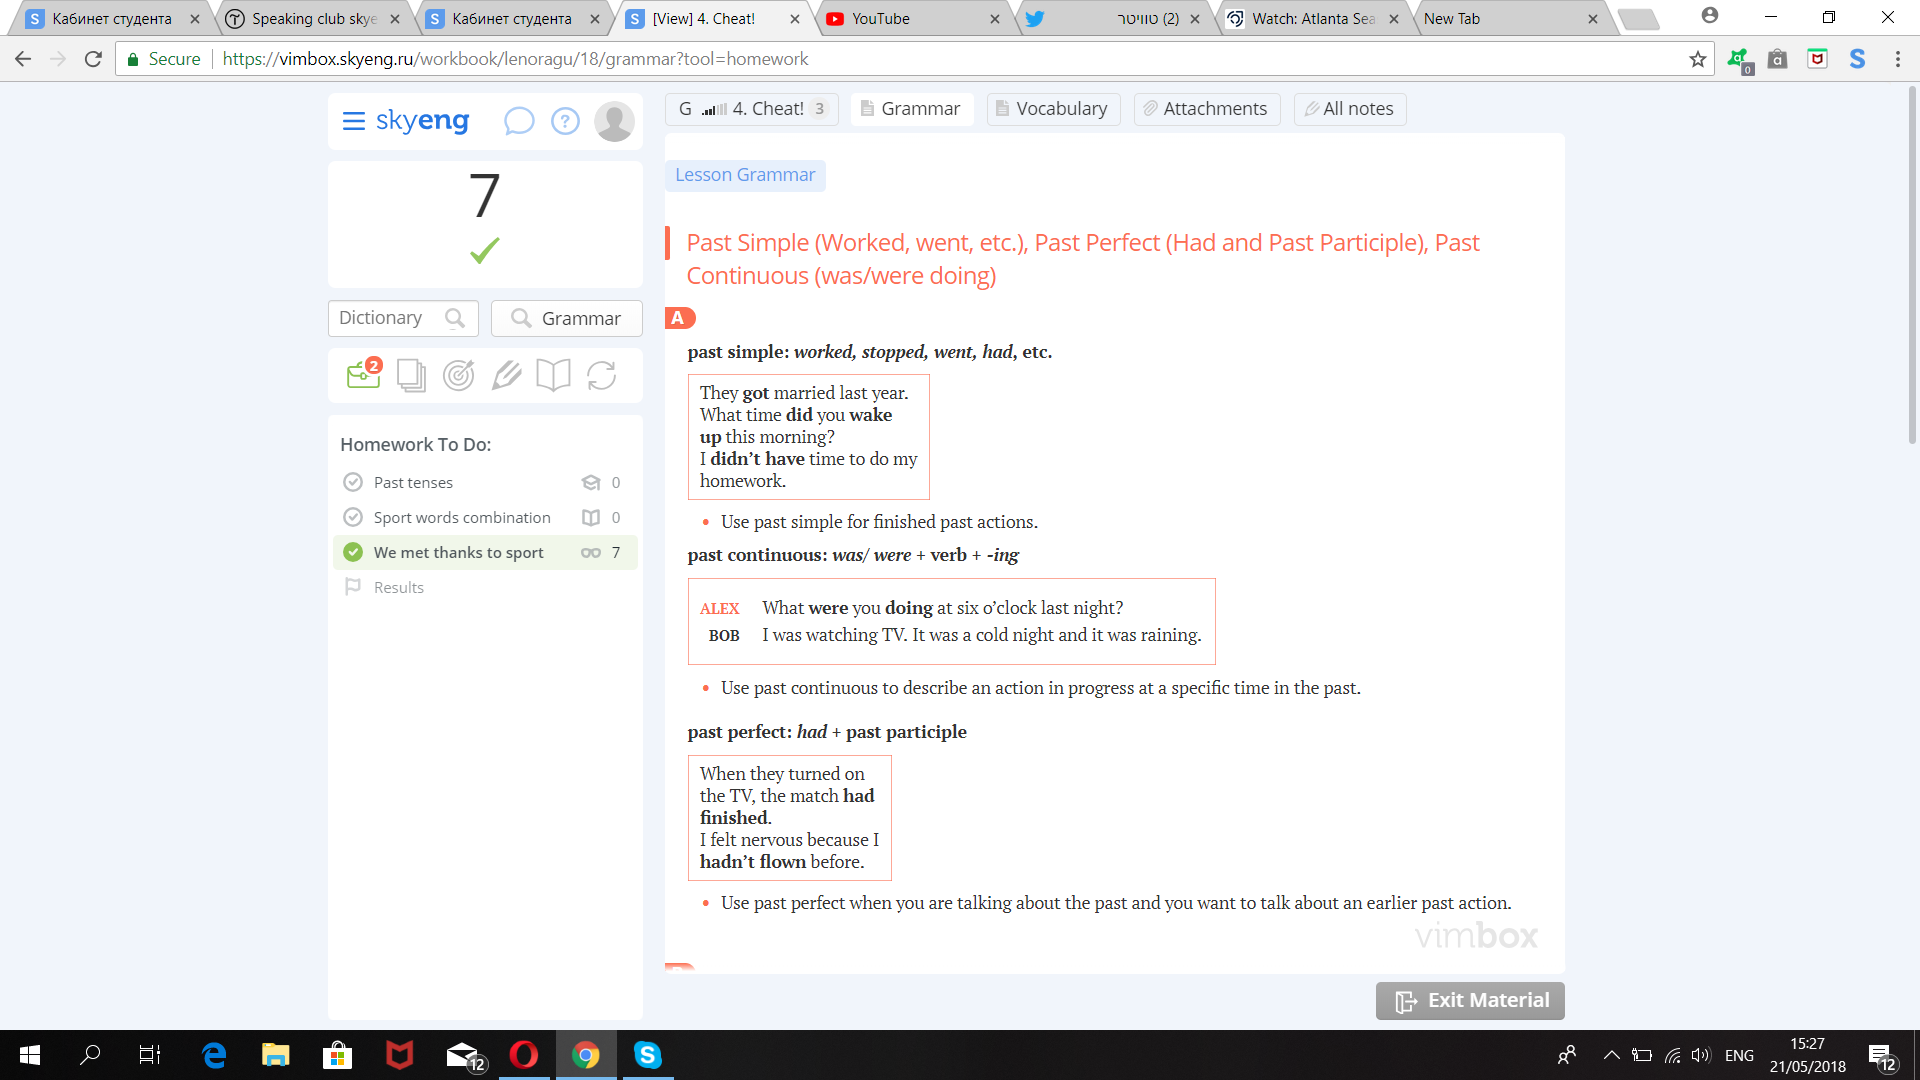 Кабинет студента
Speaking club skye
Кабинет студента
[View] 4. Cheat!
YouTube
(2) טוויטר
Watch: Atlanta Sea
New Tab
Secure
https://vimbox.skyeng.ru/workbook/lenoragu/18/grammar?tool=homework
0
skyeng
?
G 4. Cheat! 3
Grammar
Vocabulary
Attachments
All notes
7
Dictionary
Grammar
2
Homework To Do:
Past tenses 0
Sport words combination 0
We met thanks to sport 7
Results
Lesson Grammar
Past Simple (Worked, went, etc.), Past Perfect (Had and Past Participle), Past
Continuous (was/were doing)
A
past simple: worked, stopped, went, had, etc.
They got married last year.
What time did you wake
up this morning?
I didn't have time to do my
homework.
• Use past simple for finished past actions.
past continuous: was/ were + verb + -ing
ALEX What were you doing at six o'clock last night?
BOB I was watching TV. It was a cold night and it was raining.
• Use past continuous to describe an action in progress at a specific time in the past.
past perfect: had + past participle
When they turned on
the TV, the match had
finished.
I felt nervous because I
hadn't flown before.
• Use past perfect when you are talking about the past and you want to talk about an earlier past action.
vimbox
Exit Material
12
ENG
15:27
21/05/2018
12